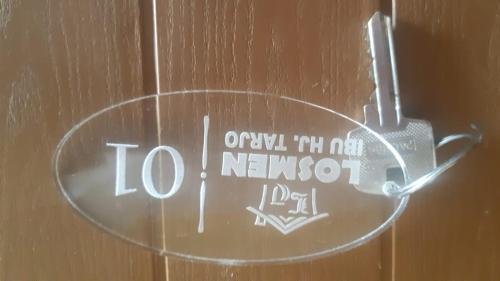 LOSMEN
IBU HJ. TARJO
01